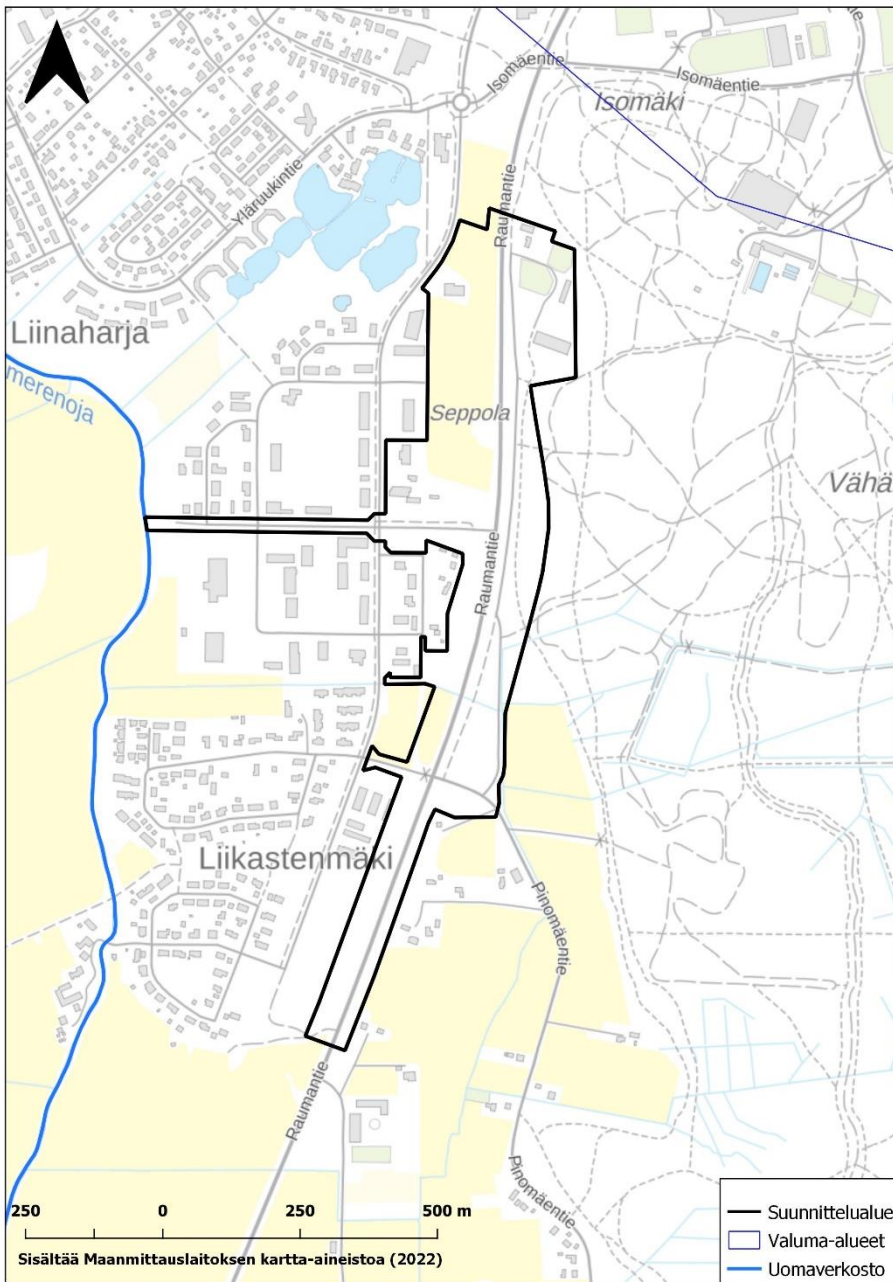 Isomäentie
Isomäentie
Isomäki
Yläruukintie
Raumantie
Liinaharja
merenoja
Seppola
Vähä
Raumantie
Liikastenmäki
Pinomäentie
Raumantie
Pinomäentie
250 0 250 500 m
Sisältää Maanmittauslaitoksen kartta-aineistoa (2022)
Suunnittelualue
Valuma-alueet
Uomaverkosto